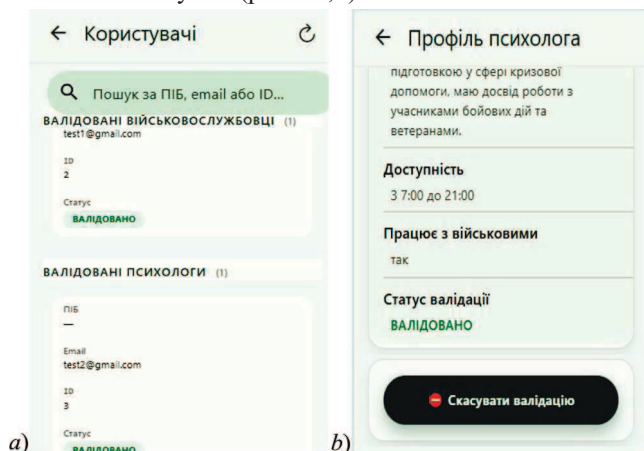 ← Користувачі
Пошук за ПІБ, email або ID...
ВАЛІДОВАНІ ВІЙСЬКОВОСЛУЖБОВЦІ (1)
test1@gmail.com
ID
2
Статус
ВАЛІДОВАНО
ВАЛІДОВАНІ ПСИХОЛОГИ (1)
ПІБ
—
Email
test2@gmail.com
ID
3
Статус
ВАЛІДОВАНО
a)
← Профіль психолога
підготовкою у сфері кризової
допомоги, маю досвід роботи з
учасниками бойових дій та
ветеранами.
Доступність
З 7:00 до 21:00
Працює з військовими
так
Статус валідації
ВАЛІДОВАНО
Скасувати валідацію
b)